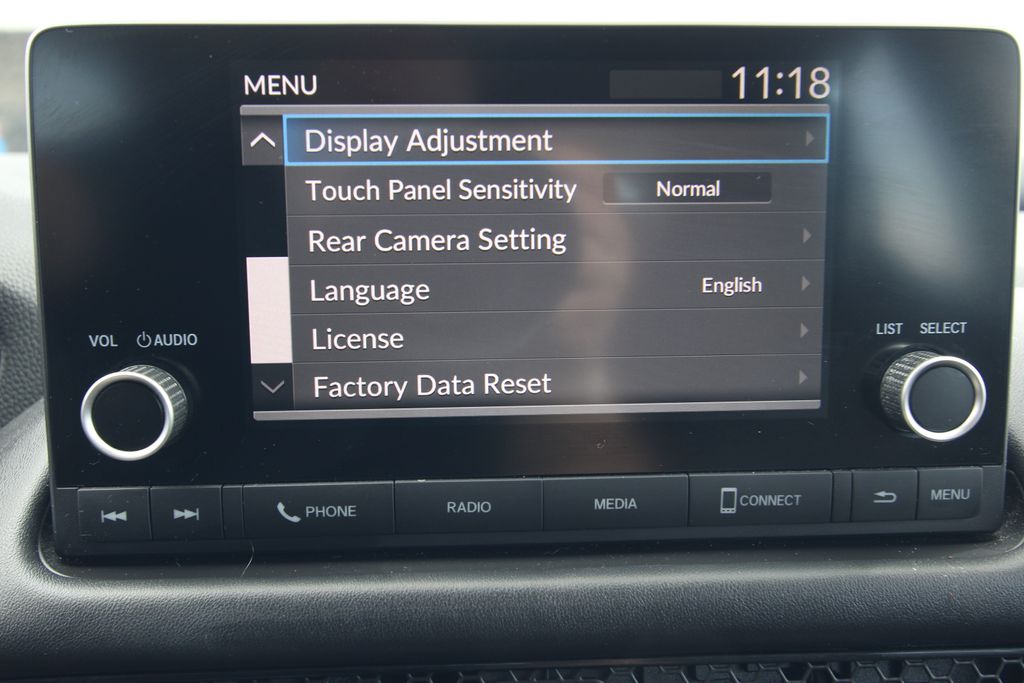 MENU 11:18
Display Adjustment
Touch Panel Sensitivity Normal
Rear Camera Setting
Language English
License
Factory Data Reset
VOL AUDIO
LIST SELECT
PHONE RADIO MEDIA CONNECT MENU